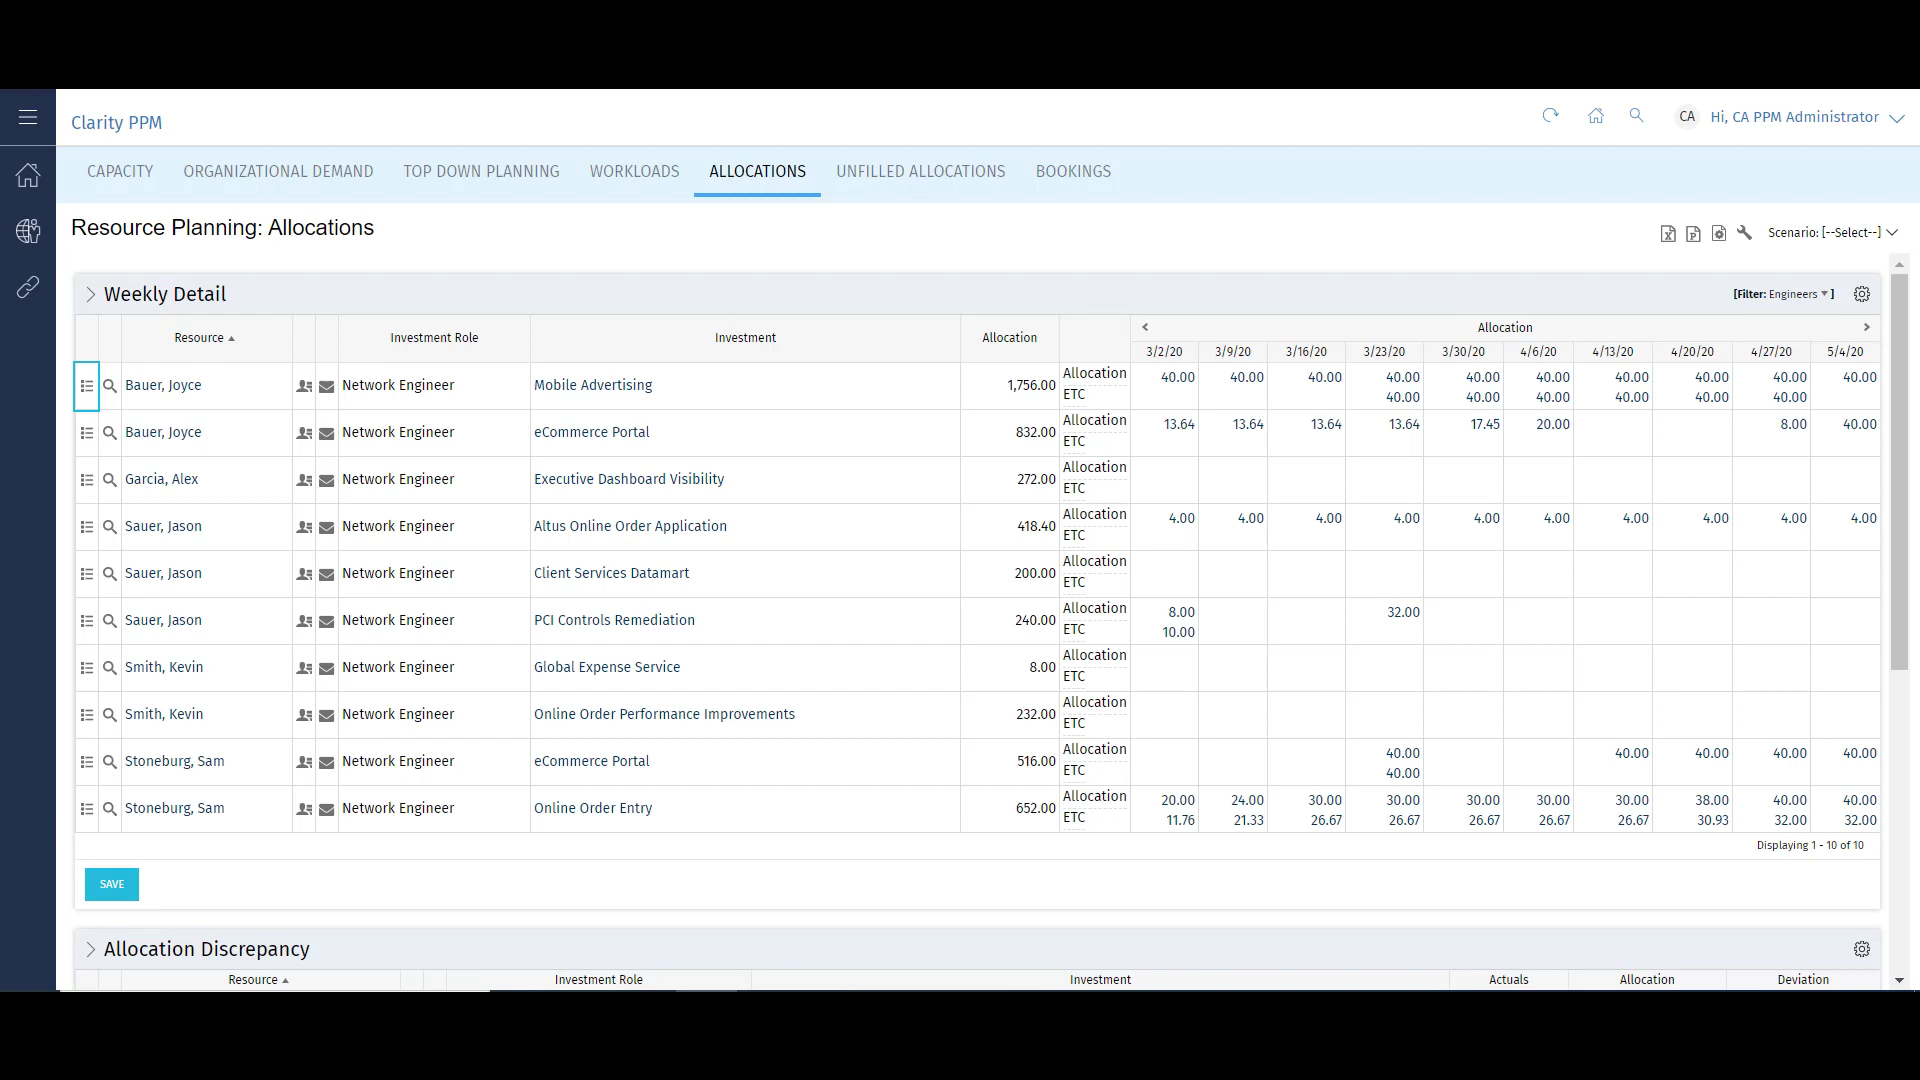 Clarity PPM
CA Hi, CA PPM Administrator
CAPACITY ORGANIZATIONAL DEMAND TOP DOWN PLANNING WORKLOADS ALLOCATIONS UNFILLED ALLOCATIONS BOOKINGS
Resource Planning: Allocations
Scenario: [--Select--]
Weekly Detail
[Filter: Engineers ]
Resource Investment Role Investment Allocation Allocation
3/2/20 3/9/20 3/16/20 3/23/20 3/30/20 4/6/20 4/13/20 4/20/20 4/27/20 5/4/20
Bauer, Joyce Network Engineer Mobile Advertising 1,756.00 Allocation 40.00 40.00 40.00 40.00 40.00 40.00 40.00 40.00 40.00 40.00
ETC 40.00 40.00 40.00 40.00 40.00 40.00
Bauer, Joyce Network Engineer eCommerce Portal 832.00 Allocation 13.64 13.64 13.64 13.64 17.45 20.00 8.00 40.00
ETC
Garcia, Alex Network Engineer Executive Dashboard Visibility 272.00 Allocation
ETC
Sauer, Jason Network Engineer Altus Online Order Application 418.40 Allocation 4.00 4.00 4.00 4.00 4.00 4.00 4.00 4.00 4.00 4.00
ETC
Sauer, Jason Network Engineer Client Services Datamart 200.00 Allocation
ETC
Sauer, Jason Network Engineer PCI Controls Remediation 240.00 Allocation 8.00 32.00
ETC 10.00
Smith, Kevin Network Engineer Global Expense Service 8.00 Allocation
ETC
Smith, Kevin Network Engineer Online Order Performance Improvements 232.00 Allocation
ETC
Stoneburg, Sam Network Engineer eCommerce Portal 516.00 Allocation 40.00 40.00 40.00 40.00 40.00
ETC 40.00
Stoneburg, Sam Network Engineer Online Order Entry 652.00 Allocation 20.00 24.00 30.00 30.00 30.00 30.00 30.00 38.00 40.00 40.00
ETC 11.76 21.33 26.67 26.67 26.67 26.67 26.67 30.93 32.00 32.00
Displaying 1 - 10 of 10
SAVE
Allocation Discrepancy
Resource Investment Role Investment Actuals Allocation Deviation